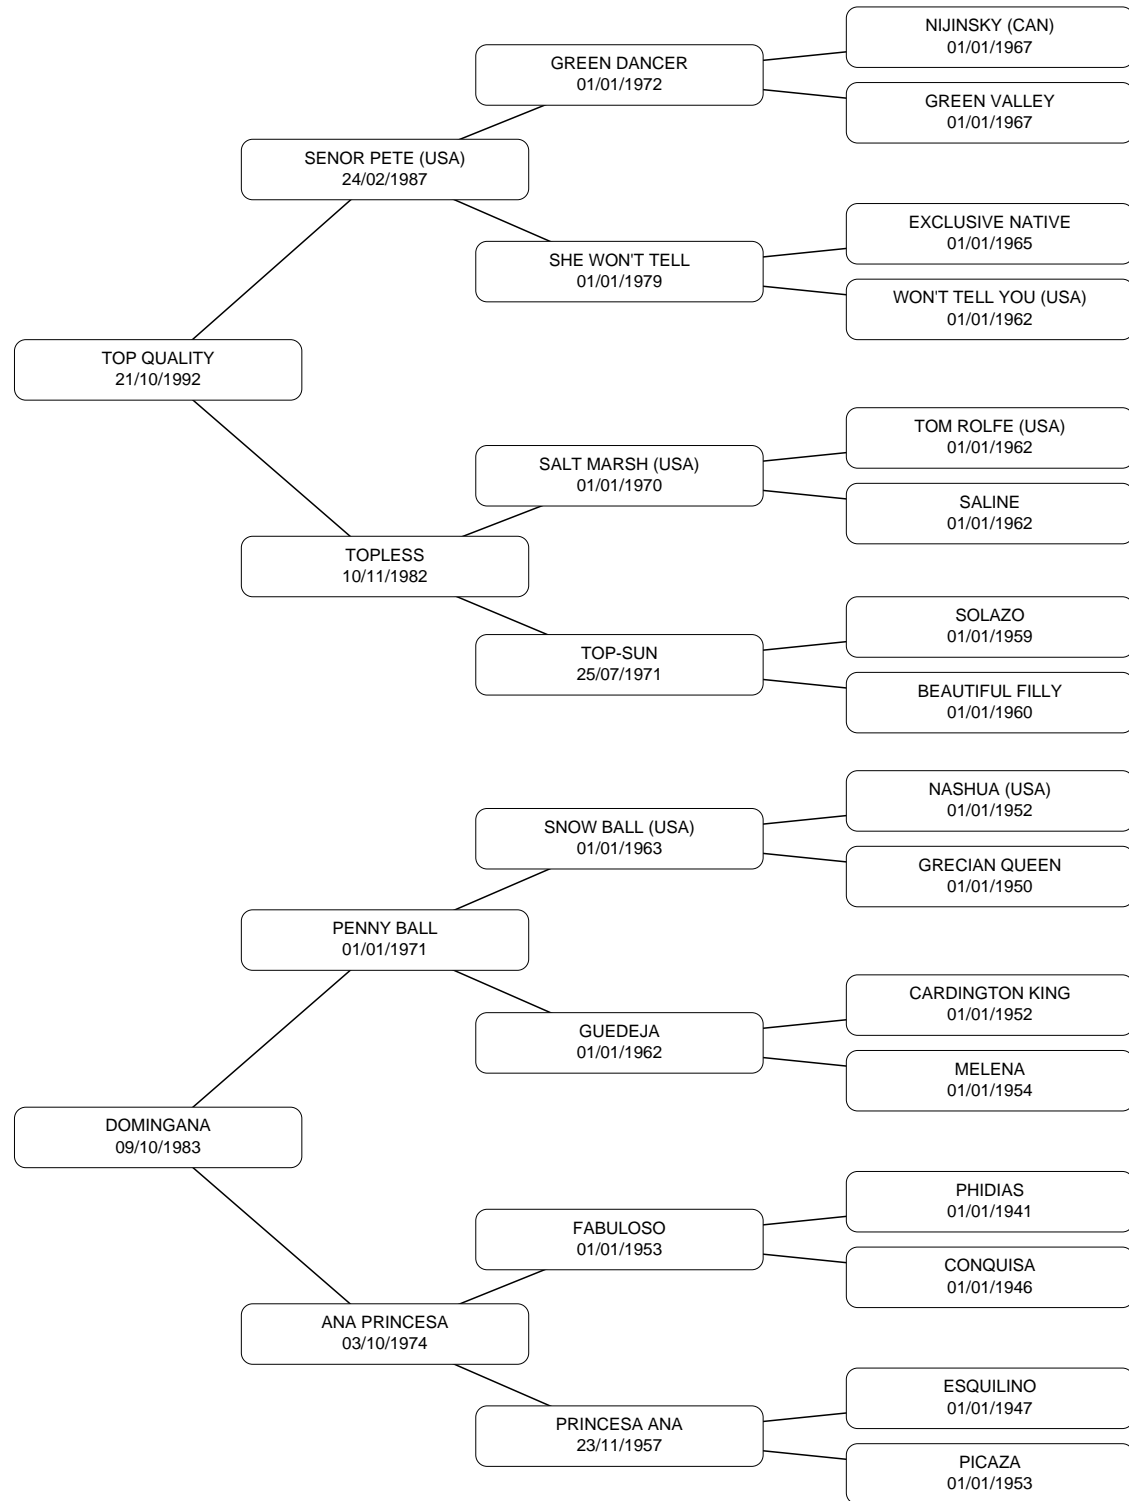 NIJINSKY (CAN)
01/01/1967
GREEN DANCER
01/01/1972
GREEN VALLEY
01/01/1967
SENOR PETE (USA)
24/02/1987
EXCLUSIVE NATIVE
01/01/1965
SHE WON'T TELL
01/01/1979
WON'T TELL YOU (USA)
01/01/1962
TOP QUALITY
21/10/1992
TOM ROLFE (USA)
01/01/1962
SALT MARSH (USA)
01/01/1970
SALINE
01/01/1962
TOPLESS
10/11/1982
SOLAZO
01/01/1959
TOP-SUN
25/07/1971
BEAUTIFUL FILLY
01/01/1960
NASHUA (USA)
01/01/1952
SNOW BALL (USA)
01/01/1963
GRECIAN QUEEN
01/01/1950
PENNY BALL
01/01/1971
CARDINGTON KING
01/01/1952
GUEDEJA
01/01/1962
MELENA
01/01/1954
DOMINGANA
09/10/1983
PHIDIAS
01/01/1941
FABULOSO
01/01/1953
CONQUISA
01/01/1946
ANA PRINCESA
03/10/1974
ESQUILINO
01/01/1947
PRINCESA ANA
23/11/1957
PICAZA
01/01/1953